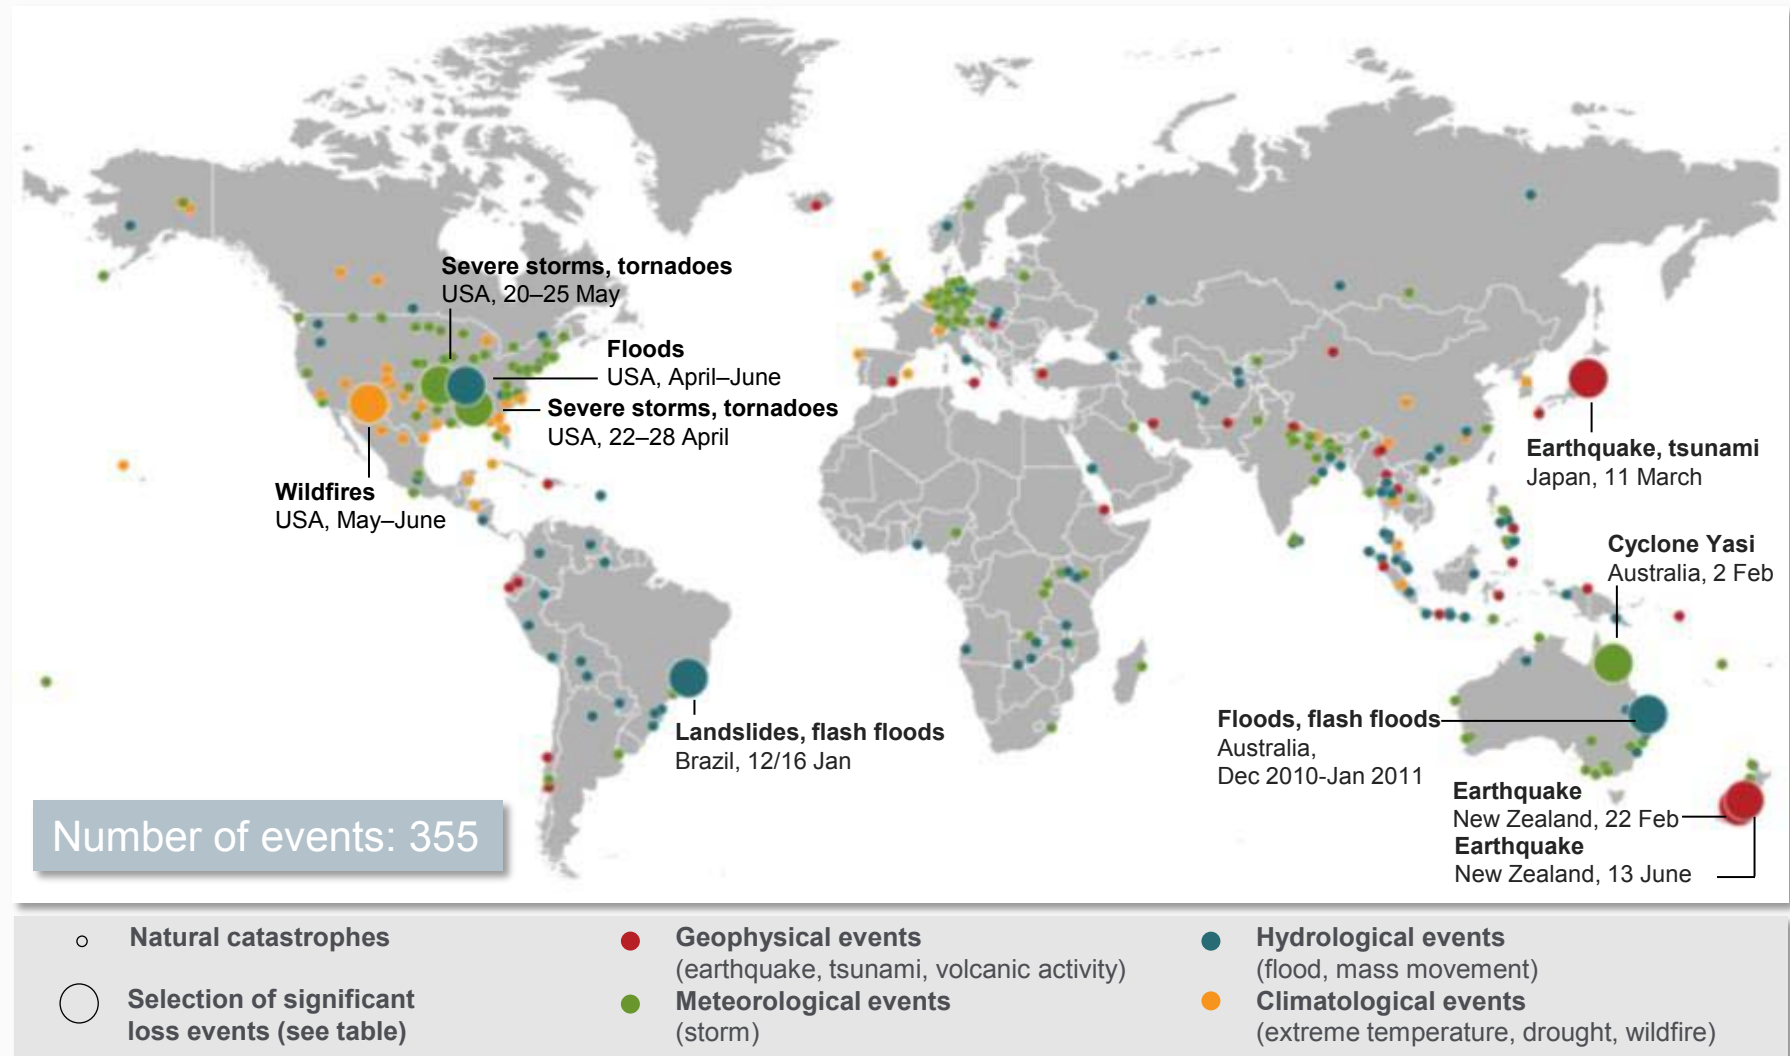 Severe storms, tornadoes
USA, 20–25 May
Floods
USA, April–June
Severe storms, tornadoes
USA, 22–28 April
Wildfires
USA, May–June
Earthquake, tsunami
Japan, 11 March
Cyclone Yasi
Australia, 2 Feb
Landslides, flash floods
Brazil, 12/16 Jan
Floods, flash floods
Australia,
Dec 2010-Jan 2011
Earthquake
New Zealand, 22 Feb
Earthquake
New Zealand, 13 June
Number of events: 355
Natural catastrophes
Selection of significant
loss events (see table)
Geophysical events
(earthquake, tsunami, volcanic activity)
Meteorological events
(storm)
Hydrological events
(flood, mass movement)
Climatological events
(extreme temperature, drought, wildfire)